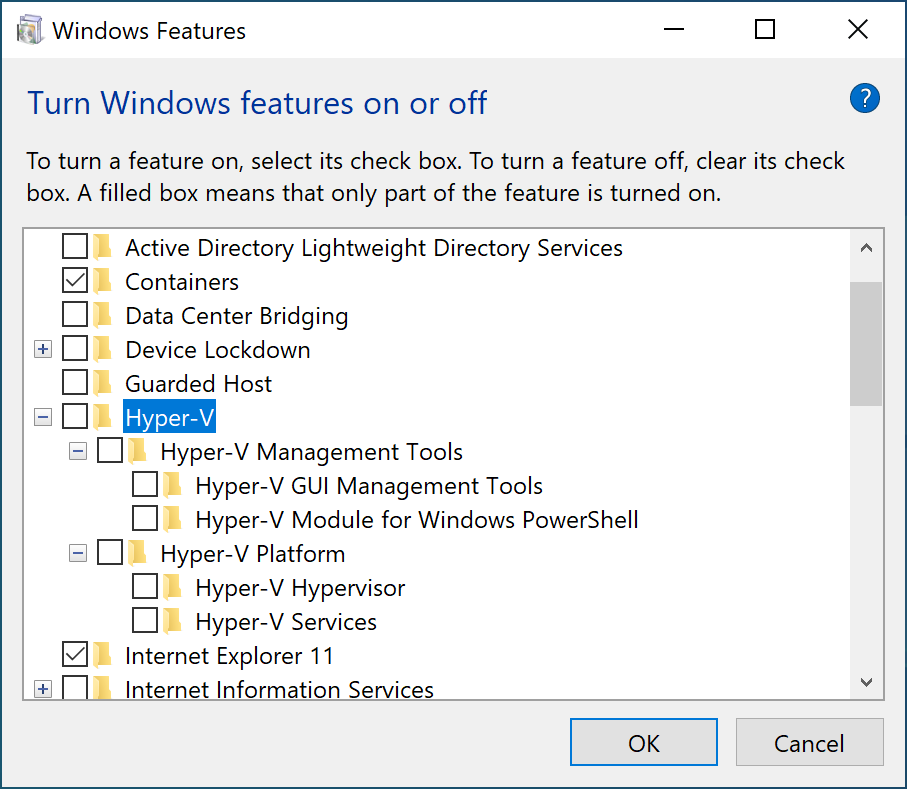 Windows Features
Turn Windows features on or off
?
To turn a feature on, select its check box. To turn a feature off, clear its check
box. A filled box means that only part of the feature is turned on.
Active Directory Lightweight Directory Services
Containers
Data Center Bridging
Device Lockdown
Guarded Host
Hyper-V
Hyper-V Management Tools
Hyper-V GUI Management Tools
Hyper-V Module for Windows PowerShell
Hyper-V Platform
Hyper-V Hypervisor
Hyper-V Services
Internet Explorer 11
Internet Information Services
OK Cancel